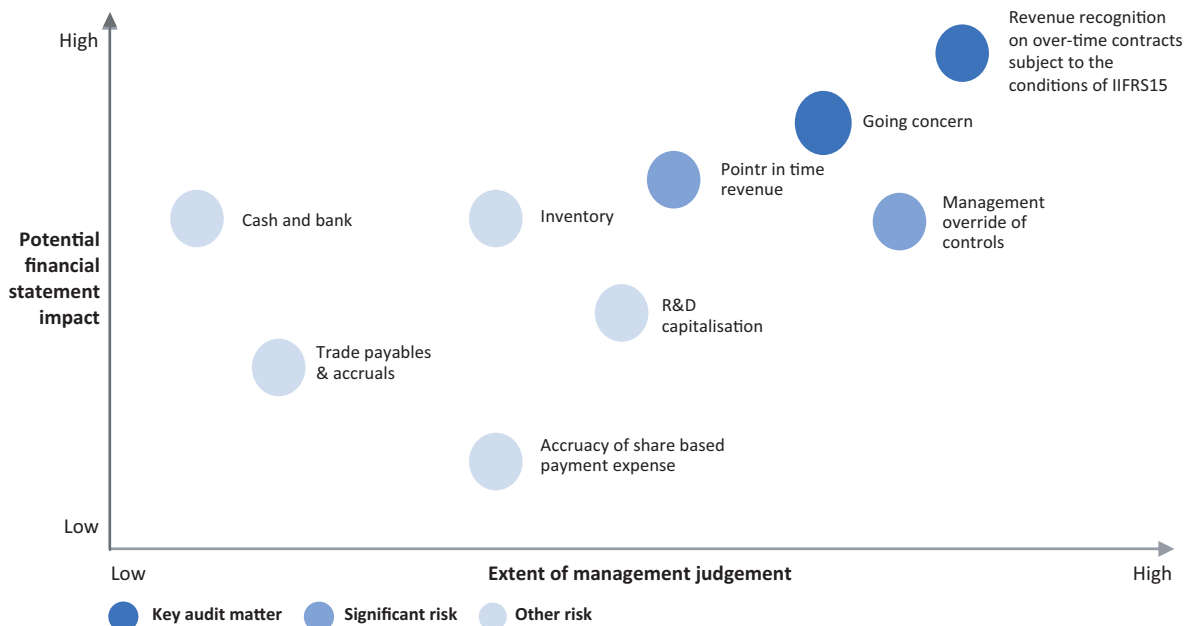 High
Revenue recognition
on over-time contracts
subject to the
conditions of IIFRS15
Going concern
Pointr in time
revenue
Management
override of
controls
Cash and bank
Inventory
Potential
financial
statement
impact
R&D
capitalisation
Trade payables
& accruals
Accruacy of share based
payment expense
Low
Low
Extent of management judgement
High
Key audit matter
Significant risk
Other risk